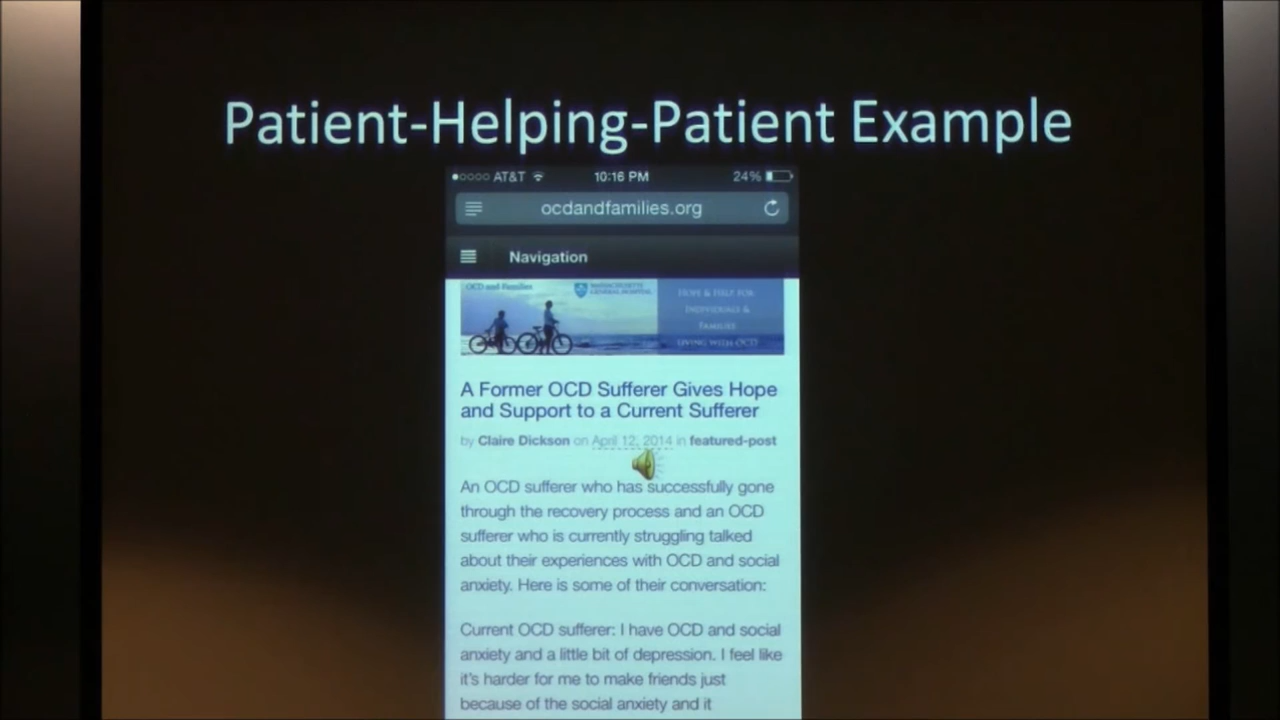 Patient-Helping-Patient Example
AT&T 10:16 PM 24%
ocdandfamilies.org
Navigation
OCD and Families
MASSACHUSETTS
GENERAL HOSPITAL
HOPE & HELP FOR
INDIVIDUALS &
FAMILIES
LIVING WITH OCD
A Former OCD Sufferer Gives Hope
and Support to a Current Sufferer
by Claire Dickson on April 12, 2014 in featured-post
An OCD sufferer who has successfully gone
through the recovery process and an OCD
sufferer who is currently struggling talked
about their experiences with OCD and social
anxiety. Here is some of their conversation:
Current OCD sufferer: I have OCD and social
anxiety and a little bit of depression. I feel like
it's harder for me to make friends just
because of the social anxiety and it